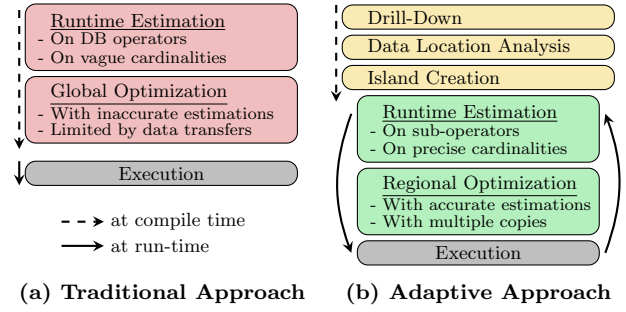 Runtime Estimation
- On DB operators
- On vague cardinalities
Global Optimization
- With inaccurate estimations
- Limited by data transfers
Execution
at compile time
at run-time
(a) Traditional Approach
Drill-Down
Data Location Analysis
Island Creation
Runtime Estimation
- On sub-operators
- On precise cardinalities
Regional Optimization
- With accurate estimations
- With multiple copies
Execution
(b) Adaptive Approach